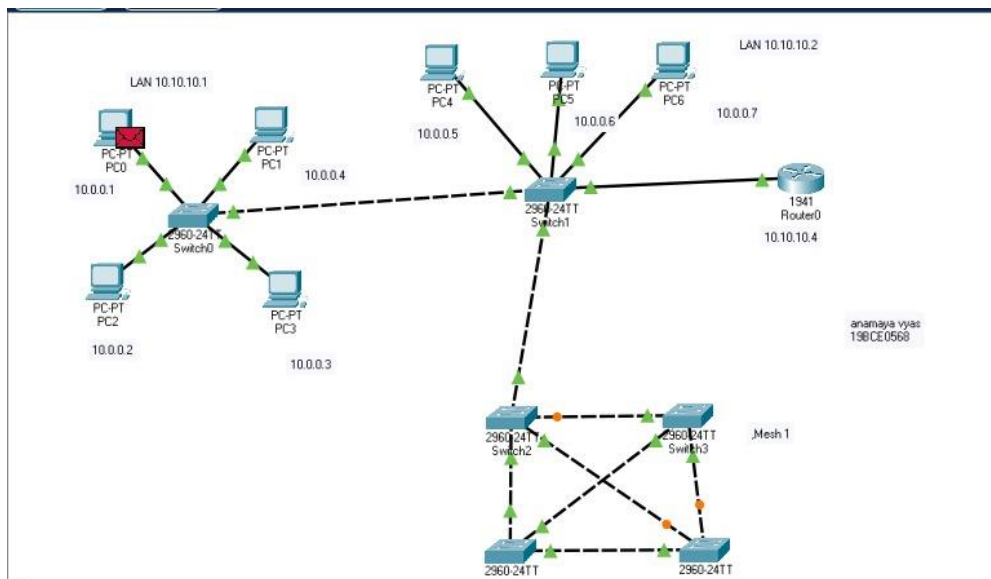 LAN 10.10.10.1
LAN 10.10.10.2
PC-PT
PC4
PC-PT
PC5
PC-PT
PC6
10.0.0.5
10.0.0.6
10.0.0.7
PC-PT
PC0
PC-PT
PC1
10.0.0.1
10.0.0.4
2960-24TT
Switch0
2960-24TT
Switch1
1941
Router0
10.10.10.4
PC-PT
PC2
PC-PT
PC3
10.0.0.2
10.0.0.3
anamaya vyas
19BCE0568
2960-24TT
Switch2
2960-24TT
Switch3
,Mesh 1
2960-24TT
2960-24TT